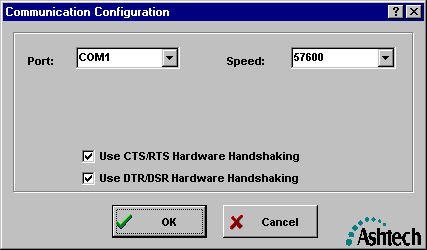 Communication Configuration
Port: COM1 Speed: 57600
Use CTS/RTS Hardware Handshaking
Use DTR/DSR Hardware Handshaking
OK Cancel
Ashtech